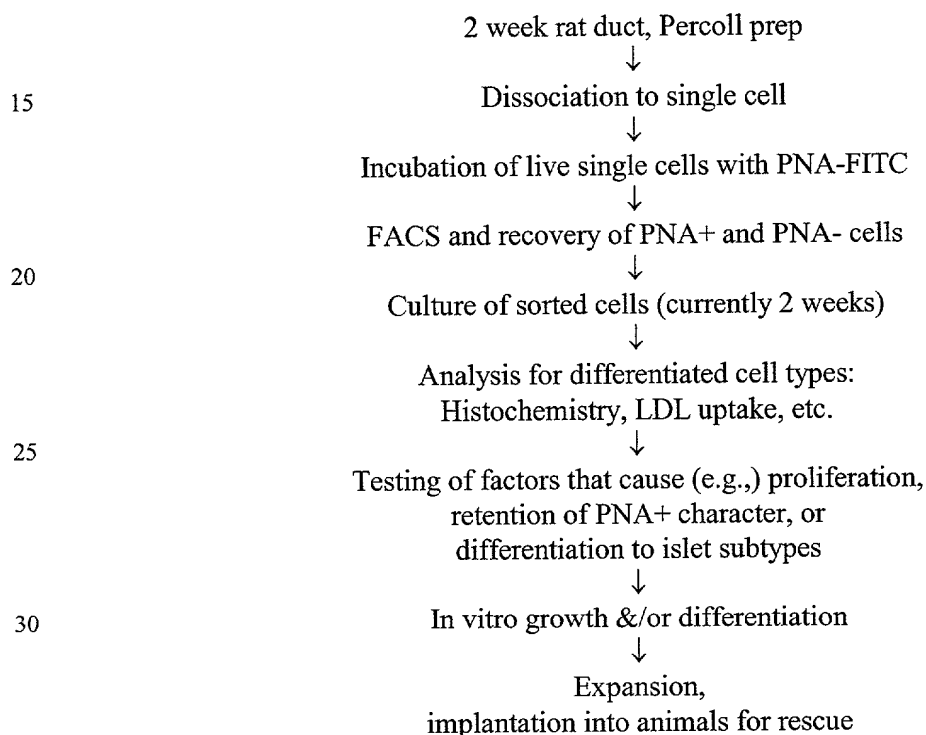 2 week rat duct, Percoll prep
↓
15 Dissociation to single cell
↓
Incubation of live single cells with PNA-FITC
↓
FACS and recovery of PNA+ and PNA- cells
20 ↓
Culture of sorted cells (currently 2 weeks)
↓
Analysis for differentiated cell types:
Histochemistry, LDL uptake, etc.
25 ↓
Testing of factors that cause (e.g.,) proliferation,
retention of PNA+ character, or
differentiation to islet subtypes
↓
30 In vitro growth &/or differentiation
↓
Expansion,
implantation into animals for rescue